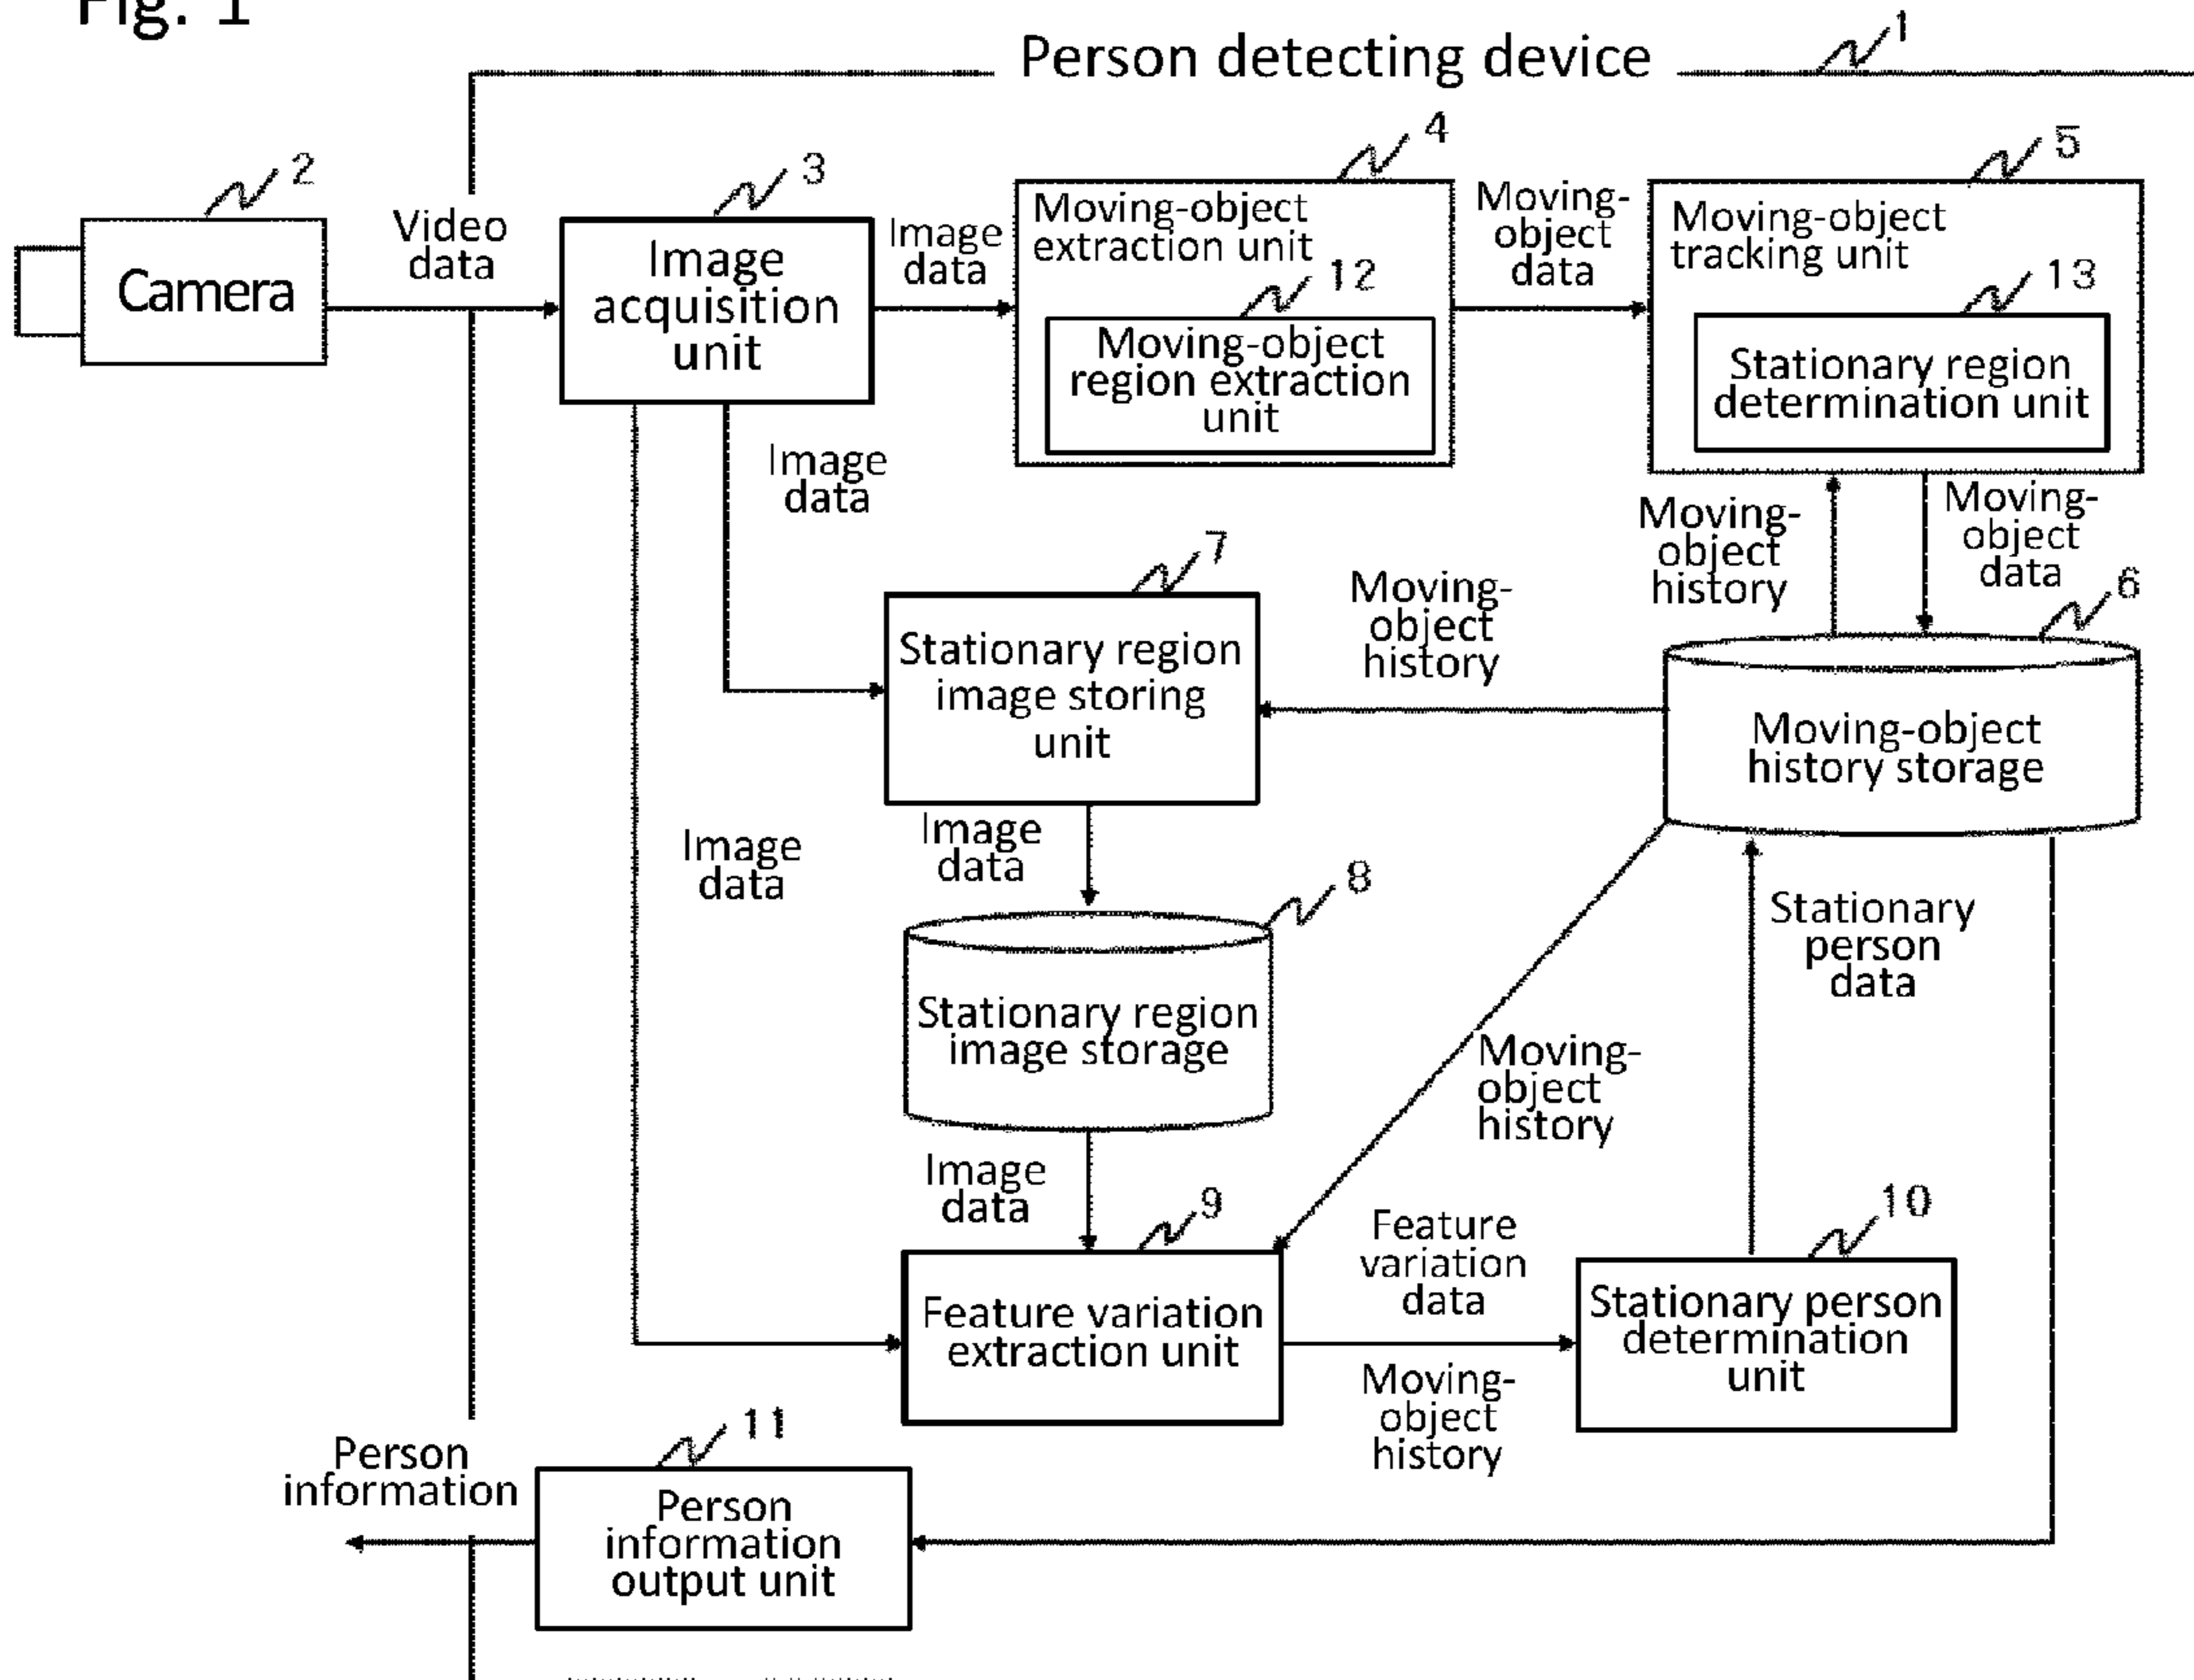 Fig. 1
Person detecting device
1
2
Camera
Video
data
3
Image
acquisition
unit
Image
data
4
Moving-object
extraction unit
12
Moving-object
region extraction
unit
Moving-
object
data
5
Moving-object
tracking unit
13
Stationary region
determination unit
Image
data
Moving-
object
history
Moving-
object
data
7
Stationary region
image storing
unit
Moving-
object
history
6
Moving-object
history storage
Image
data
Image
data
8
Stationary region
image storage
Stationary
person
data
Moving-
object
history
Image
data
9
Feature variation
extraction unit
Feature
variation
data
Moving-
object
history
10
Stationary person
determination
unit
Person
information
11
Person
information
output unit